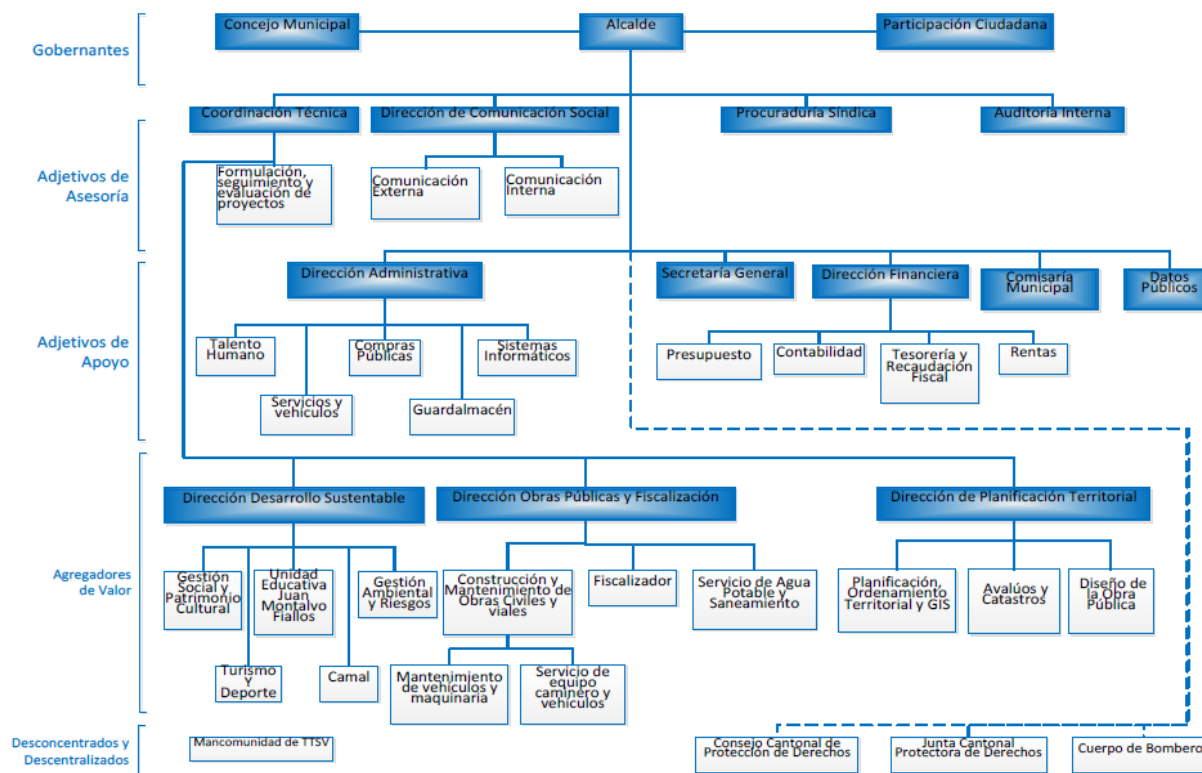 Gobernantes
Concejo Municipal
Alcalde
Participación Ciudadana
Adjetivos de
Asesoría
Coordinación Técnica
Dirección de Comunicación Social
Procuraduría Síndica
Auditoría Interna
Formulación,
seguimiento y
evaluación de
proyectos
Comunicación
Externa
Comunicación
Interna
Adjetivos de
Apoyo
Dirección Administrativa
Secretaría General
Dirección Financiera
Comisaría
Municipal
Datos
Públicos
Talento
Humano
Compras
Públicas
Sistemas
Informáticos
Servicios y
vehículos
Guardalmacén
Presupuesto
Contabilidad
Tesorería y
Recaudación
Fiscal
Rentas
Agregadores
de Valor
Dirección Desarrollo Sustentable
Dirección Obras Públicas y Fiscalización
Dirección de Planificación Territorial
Gestión
Social y
Patrimonio
Cultural
Unidad
Educativa
Juan
Montalvo
Fiallos
Gestión
Ambiental
y Riesgos
Turismo
Y
Deporte
Camal
Construcción y
Mantenimiento de
Obras Civiles y
viales
Fiscalizador
Servicio de Agua
Potable y
Saneamiento
Mantenimiento
de vehículos y
maquinaria
Servicio de
equipo
caminero y
vehículos
Planificación,
Ordenamiento
Territorial y GIS
Avalúos y
Catastros
Diseño de
la Obra
Pública
Desconcentrados y
Descentralizados
Mancomunidad de TTSV
Consejo Cantonal de
Protección de Derechos
Junta Cantonal
Protectora de Derechos
Cuerpo de Bombero